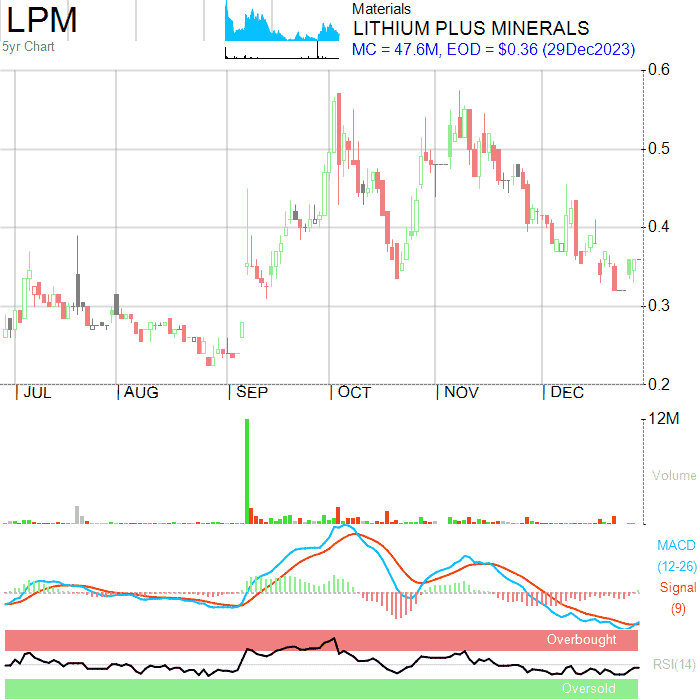 LPM
5yr Chart
Materials
LITHIUM PLUS MINERALS
MC = 47.6M, EOD = $0.36 (29Dec2023)
0.6
0.5
0.4
0.3
0.2
JUL AUG SEP OCT NOV DEC
12M
Volume
MACD
(12-26)
Signal
(9)
Overbought
RSI(14)
Oversold